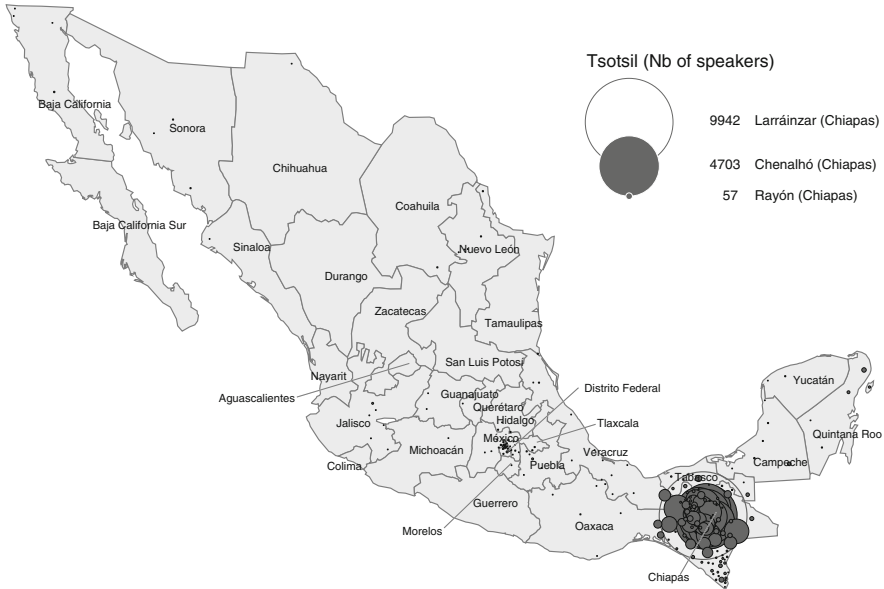 Tsotsil (Nb of speakers)
9942 Larráinzar (Chiapas)
4703 Chenalhó (Chiapas)
57 Rayón (Chiapas)
Baja California
Sonora
Chihuahua
Coahuila
Baja California Sur
Sinaloa
Nuevo León
Durango
Zacatecas
Tamaulipas
San Luis Potosí
Nayarit
Aguascalientes
Guanajuato
Distrito Federal
Yucatán
Querétaro
Hidalgo
Jalisco
Tlaxcala
México
Quintana Roo
Michoacán
Veracruz
Colima
Puebla
Campeche
Tabasco
Guerrero
Morelos
Oaxaca
Chiapas